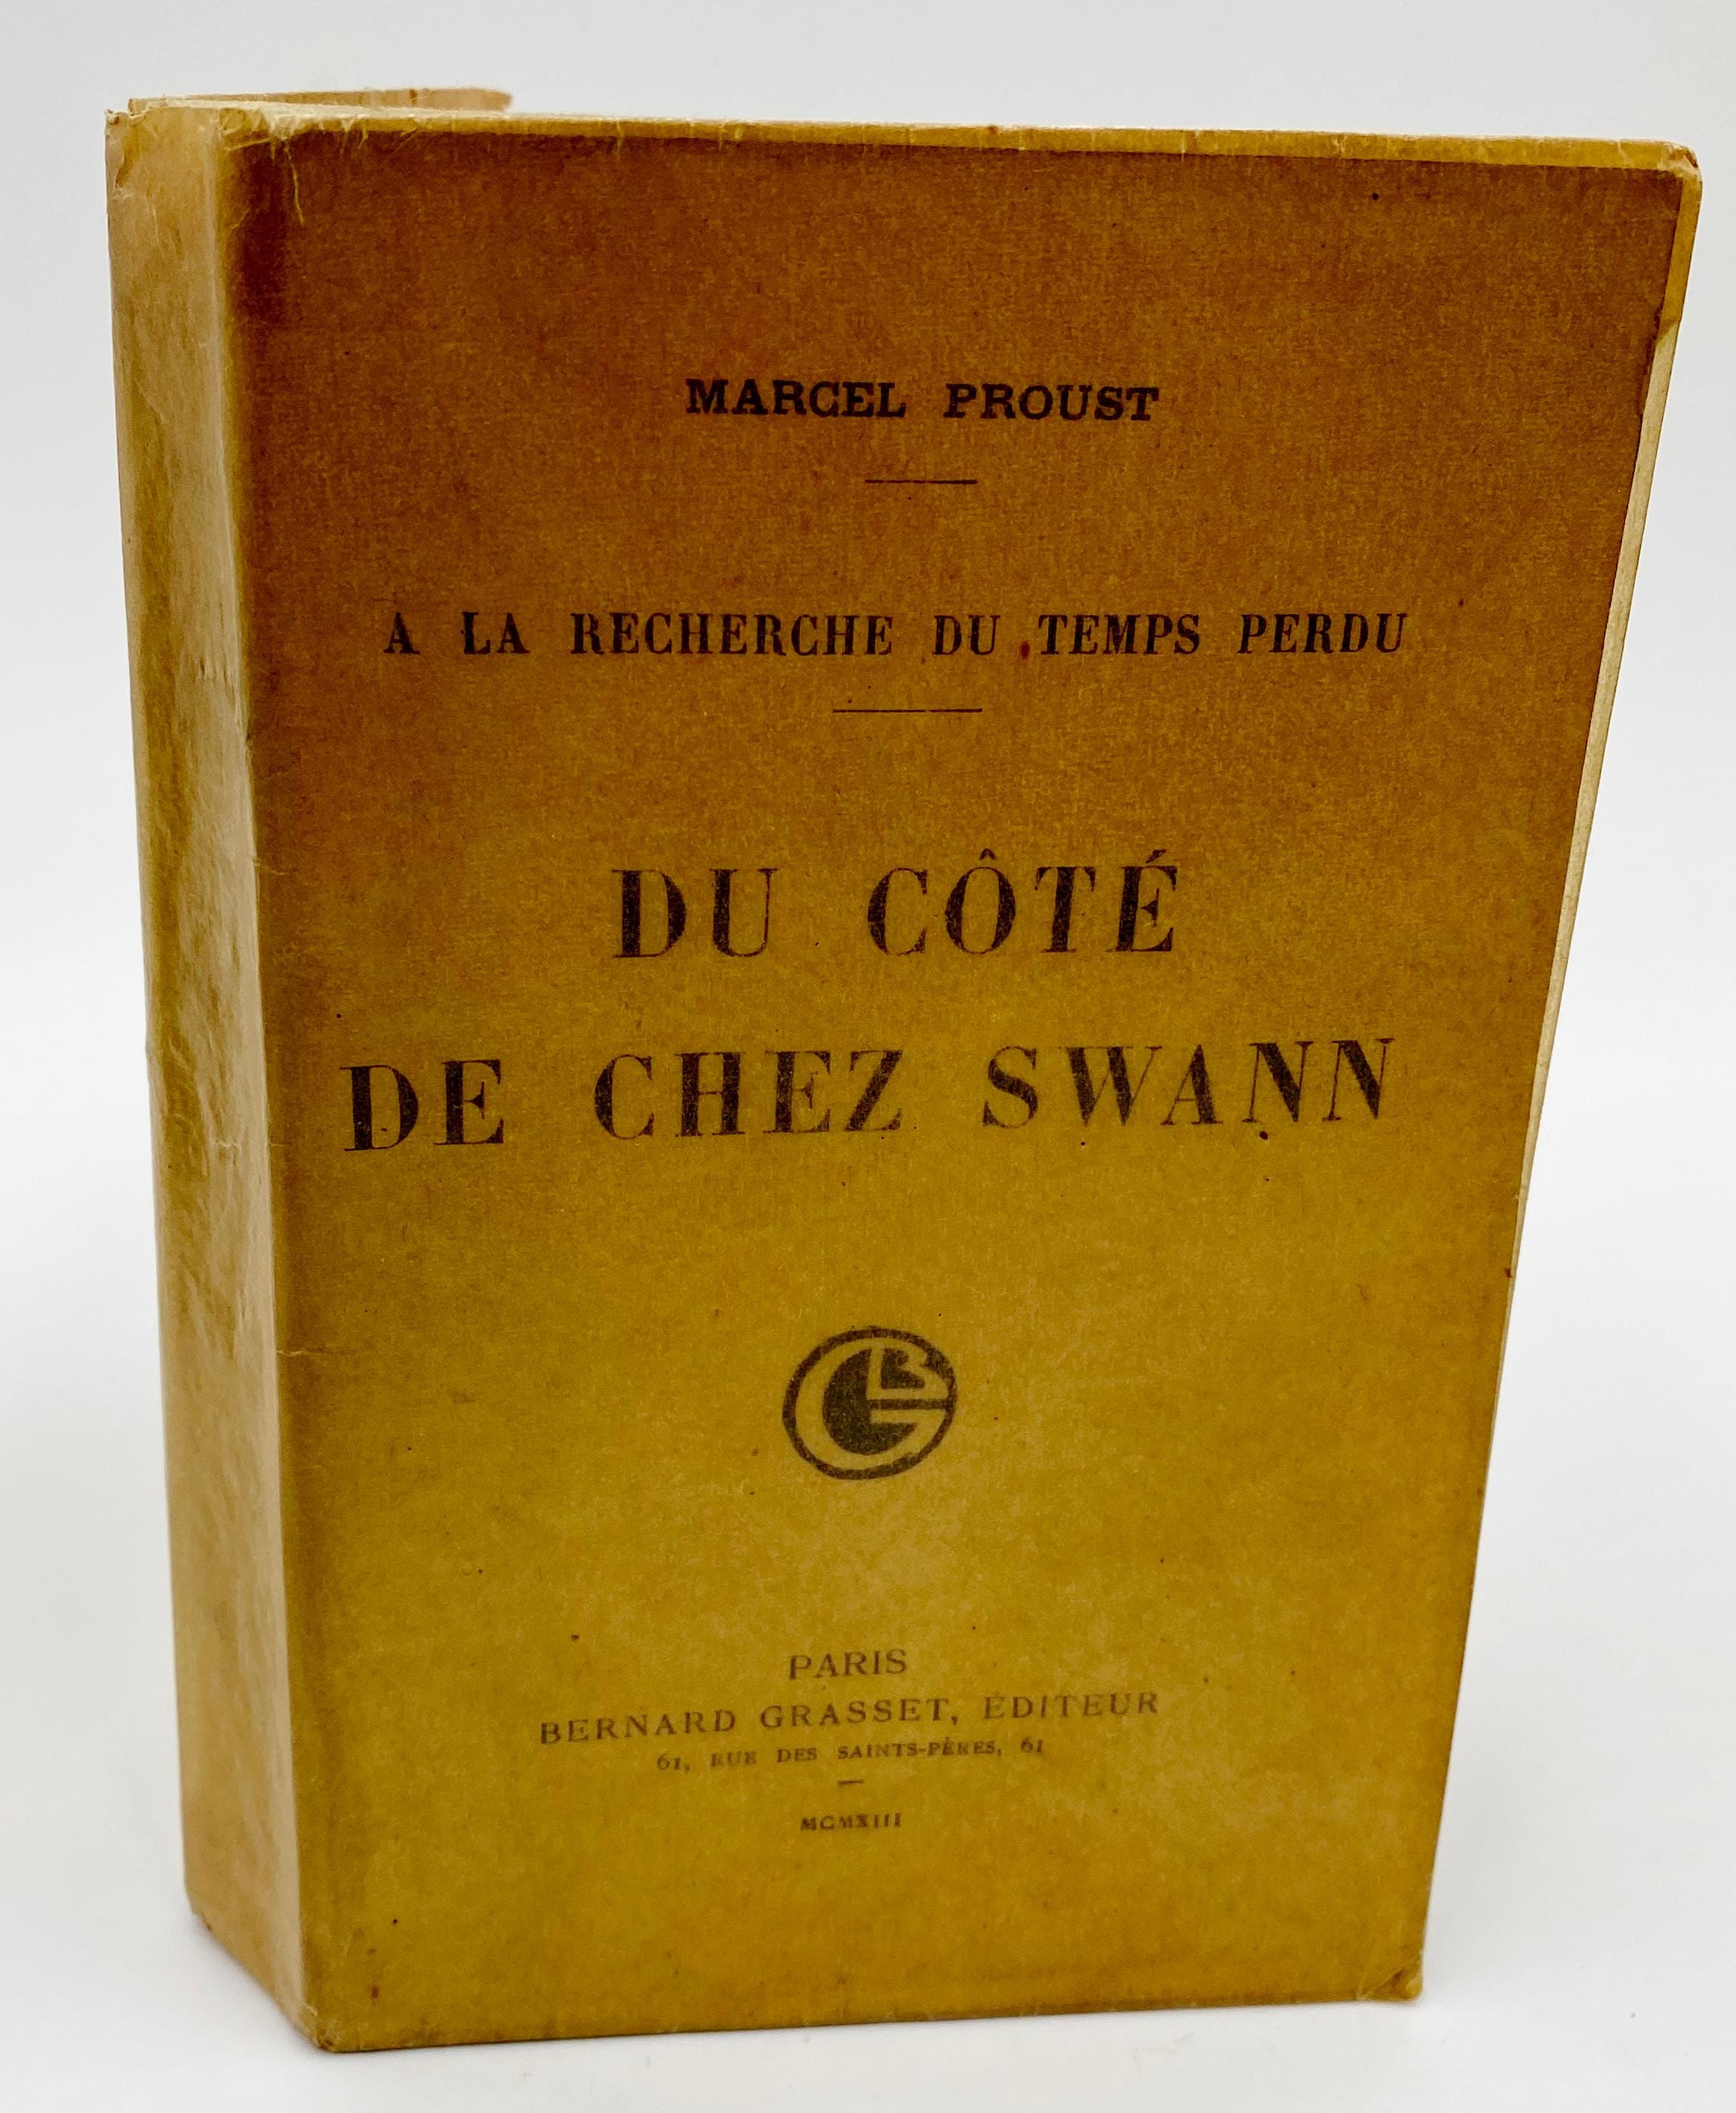 MARCEL PROUST
A LA RECHERCHE DU TEMPS PERDU
DU CÔTÉ
DE CHEZ SWANN
BG
PARIS
BERNARD GRASSET, ÉDITEUR
61, RUE DES SAINTS-PÈRES, 61
MCMXIII